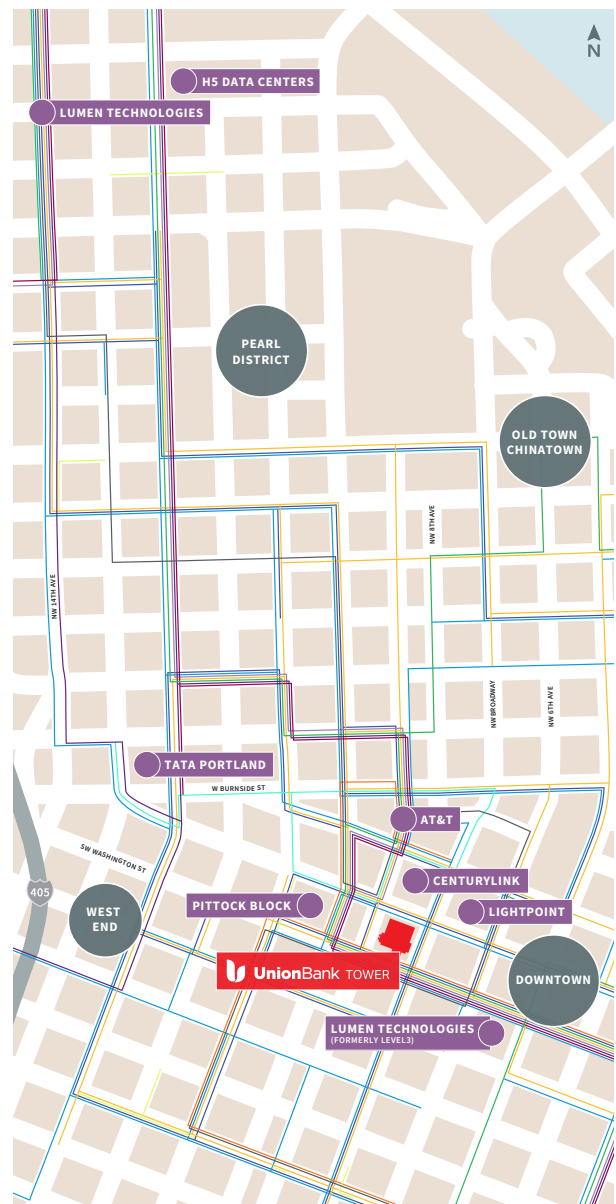 N
H5 DATA CENTERS
LUMEN TECHNOLOGIES
PEARL
DISTRICT
OLD TOWN
CHINATOWN
NW 8TH AVE
NW 14TH AVE
NW BROADWAY
NW 6TH AVE
TATA PORTLAND
W BURNSIDE ST
AT&T
SW WASHINGTON ST
CENTURYLINK
405
PITTOCK BLOCK
LIGHTPOINT
WEST
END
UnionBank TOWER
DOWNTOWN
LUMEN TECHNOLOGIES
(FORMERLY LEVEL3)